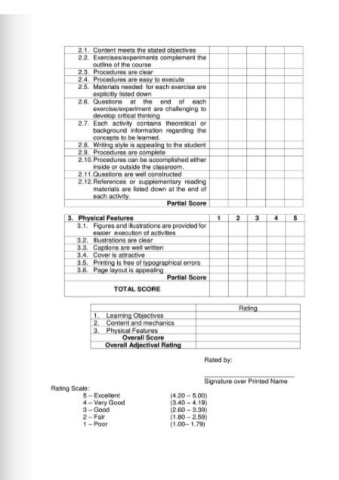 2.1. Content meets the stated objectives
2.2. Exercises/experiments complement the
outline of the course
2.3. Procedures are clear
2.4. Procedures are easy to execute
2.5. Materials needed for each exercise are
explicitly listed down
2.6. Questions at the end of each
exercise/experiment are challenging to
develop critical thinking
2.7. Each activity contains theoretical or
background information regarding the
concepts to be learned.
2.8. Writing style is appealing to the student
2.9. Procedures are complete
2.10. Procedures can be accomplished either
inside or outside the classroom.
2.11. Questions are well constructed
2.12. References or supplementary reading
materials are listed down at the end of
each activity.
Partial Score
3. Physical Features 1 2 3 4 5
3.1. Figures and illustrations are provided for
easier execution of activities
3.2. Illustrations are clear
3.3. Captions are well written
3.4. Cover is attractive
3.5. Printing is free of typographical errors
3.6. Page layout is appealing
Partial Score
TOTAL SCORE
Rating
1. Learning Objectives
2. Content and mechanics
3. Physical Features
Overall Score
Overall Adjectival Rating
Rated by:
Signature over Printed Name
Rating Scale:
5 – Excellent (4.20 – 5.00)
4 – Very Good (3.40 – 4.19)
3 – Good (2.60 – 3.39)
2 – Fair (1.80 – 2.59)
1 – Poor (1.00– 1.79)